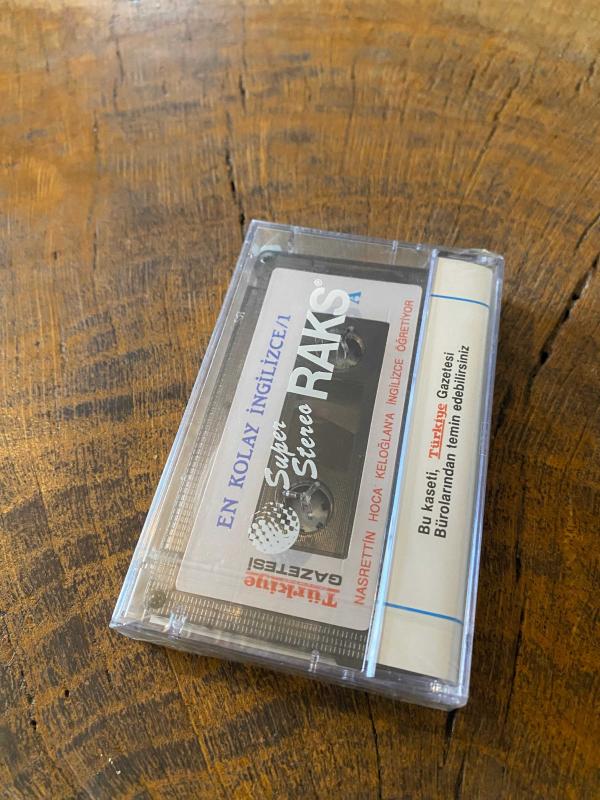 EN KOLAY İNGİLİZCE/1
A
Super
Stereo
RAKS®
Türkiye
GAZETESİ
NASRETTİN HOCA KELOĞLAN'A İNGİLİZCE ÖĞRETİYOR
Bu kaseti, Türkiye Gazetesi
Bürolarından temin edebilirsiniz